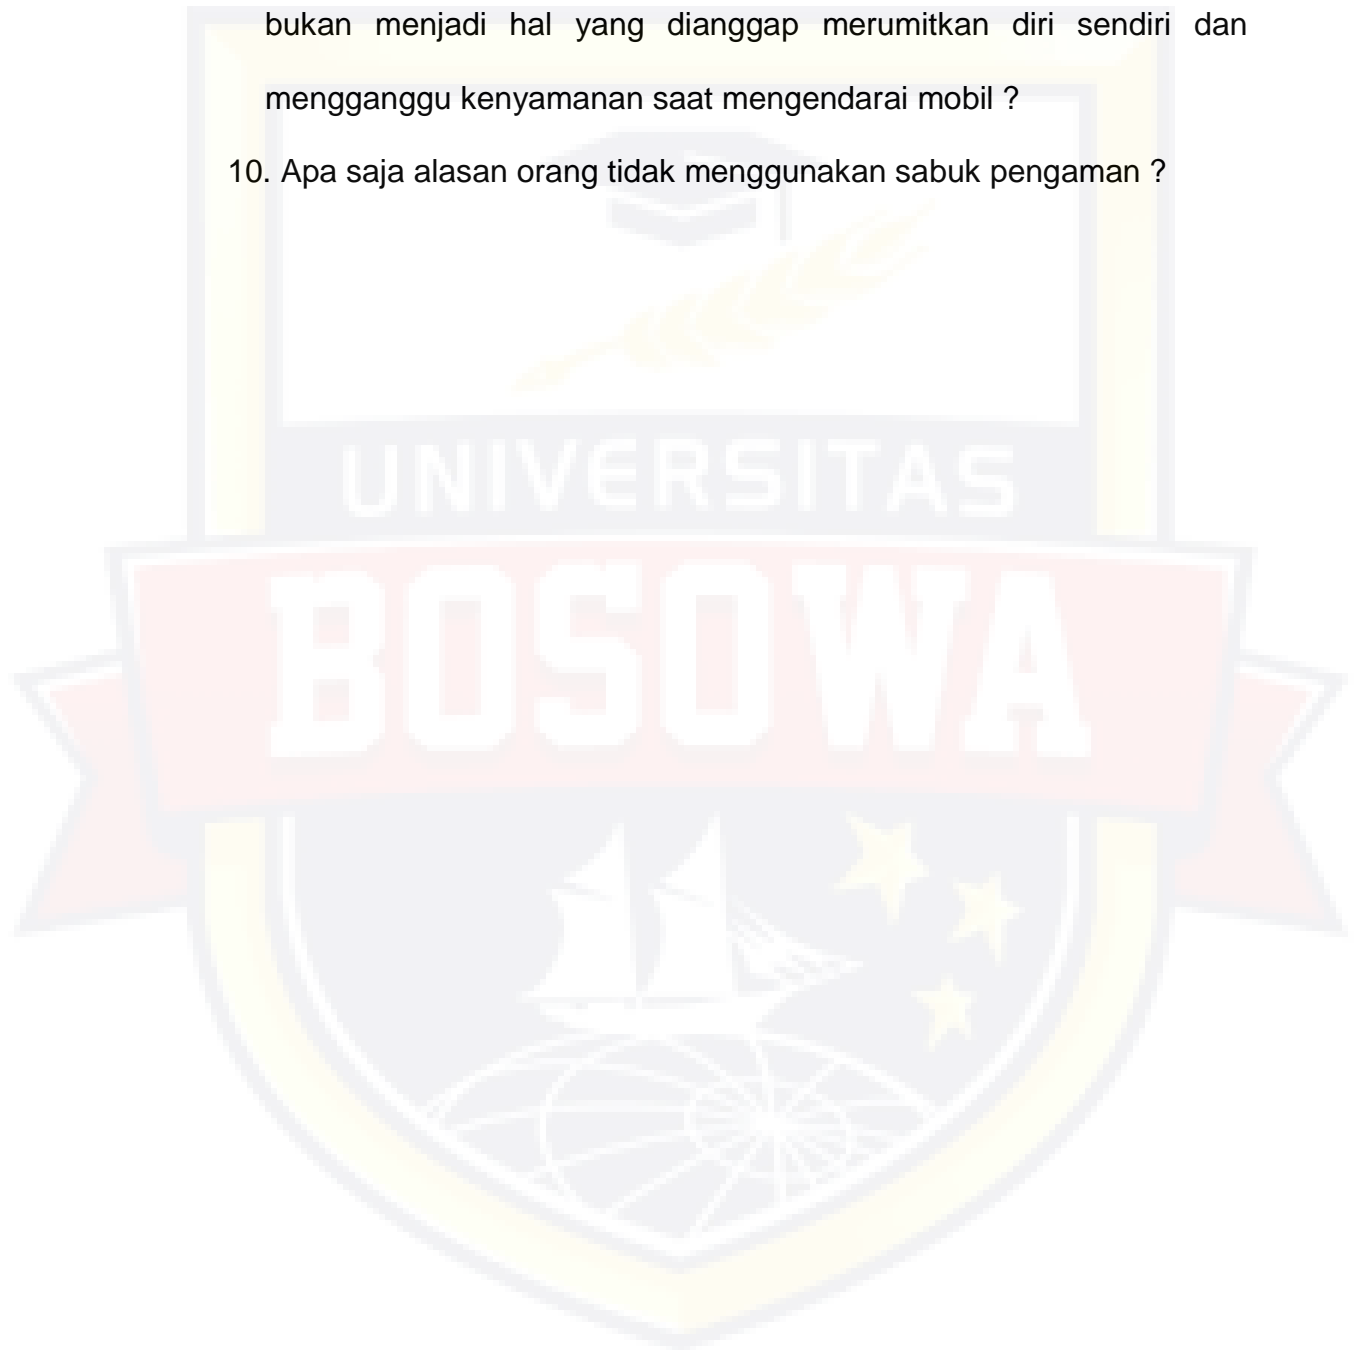 bukan menjadi hal yang dianggap merumitkan diri sendiri dan
mengganggu kenyamanan saat mengendarai mobil ?
10. Apa saja alasan orang tidak menggunakan sabuk pengaman ?
UNIVERSITAS
BOSOWA